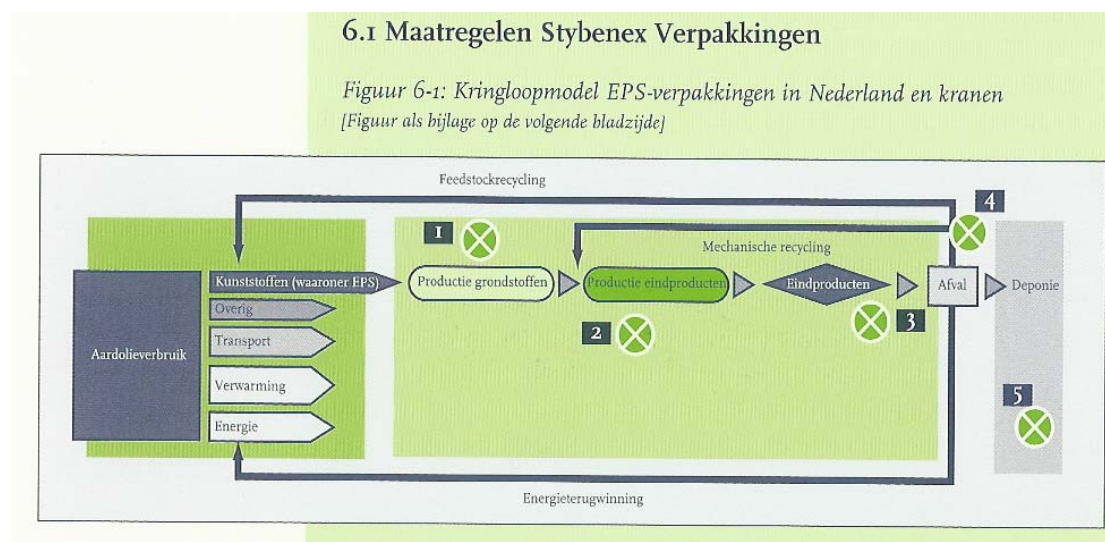 6.1 Maatregelen Stybenex Verpakkingen
Figuur 6-1: Kringloopmodel EPS-verpakkingen in Nederland en kranen
[Figuur als bijlage op de volgende bladzijde]
Feedstockrecycling
4
1
Mechanische recycling
Kunststoffen (waaroner EPS)
Productie grondstoffen
Productie eindproducten
Eindproducten
Afval
Deponie
Overig
2
3
Transport
Aardolieverbruik
Verwarming
5
Energie
Energieterugwinning